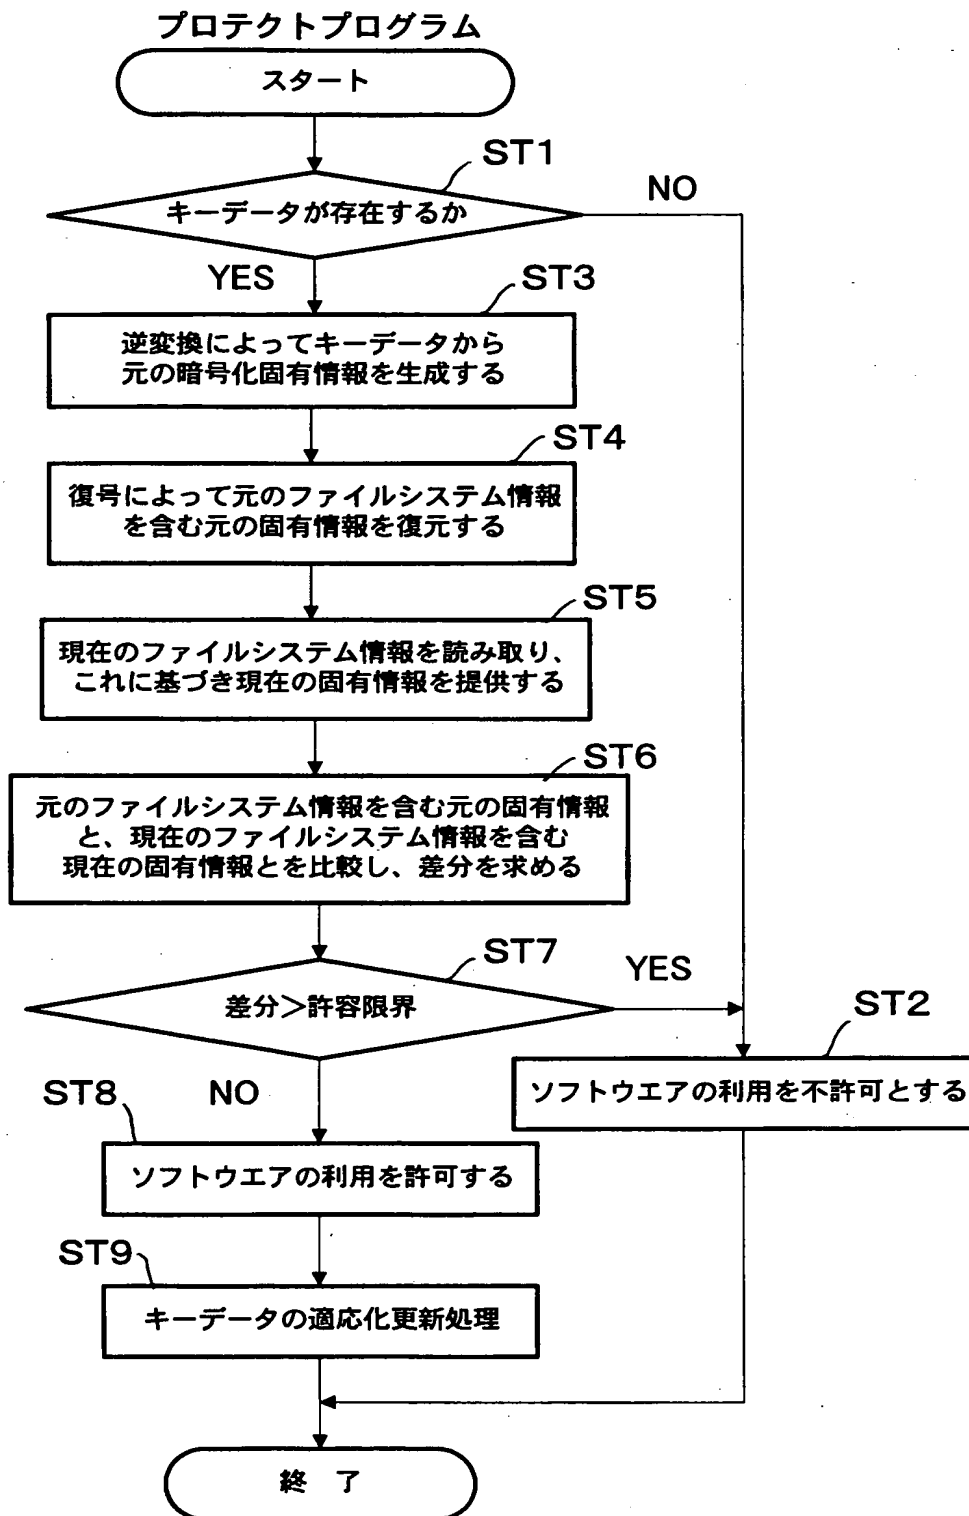 プロテクトプログラム
スタート
ST1
キーデータが存在するか
NO
YES
ST3
逆変換によってキーデータから
元の暗号化固有情報を生成する
ST4
復号によって元のファイルシステム情報
を含む元の固有情報を復元する
ST5
現在のファイルシステム情報を読み取り、
これに基づき現在の固有情報を提供する
ST6
元のファイルシステム情報を含む元の固有情報
と、現在のファイルシステム情報を含む
現在の固有情報とを比較し、差分を求める
ST7
差分>許容限界
YES
ST2
ソフトウエアの利用を不許可とする
NO
ST8
ソフトウエアの利用を許可する
ST9
キーデータの適応化更新処理
終 了